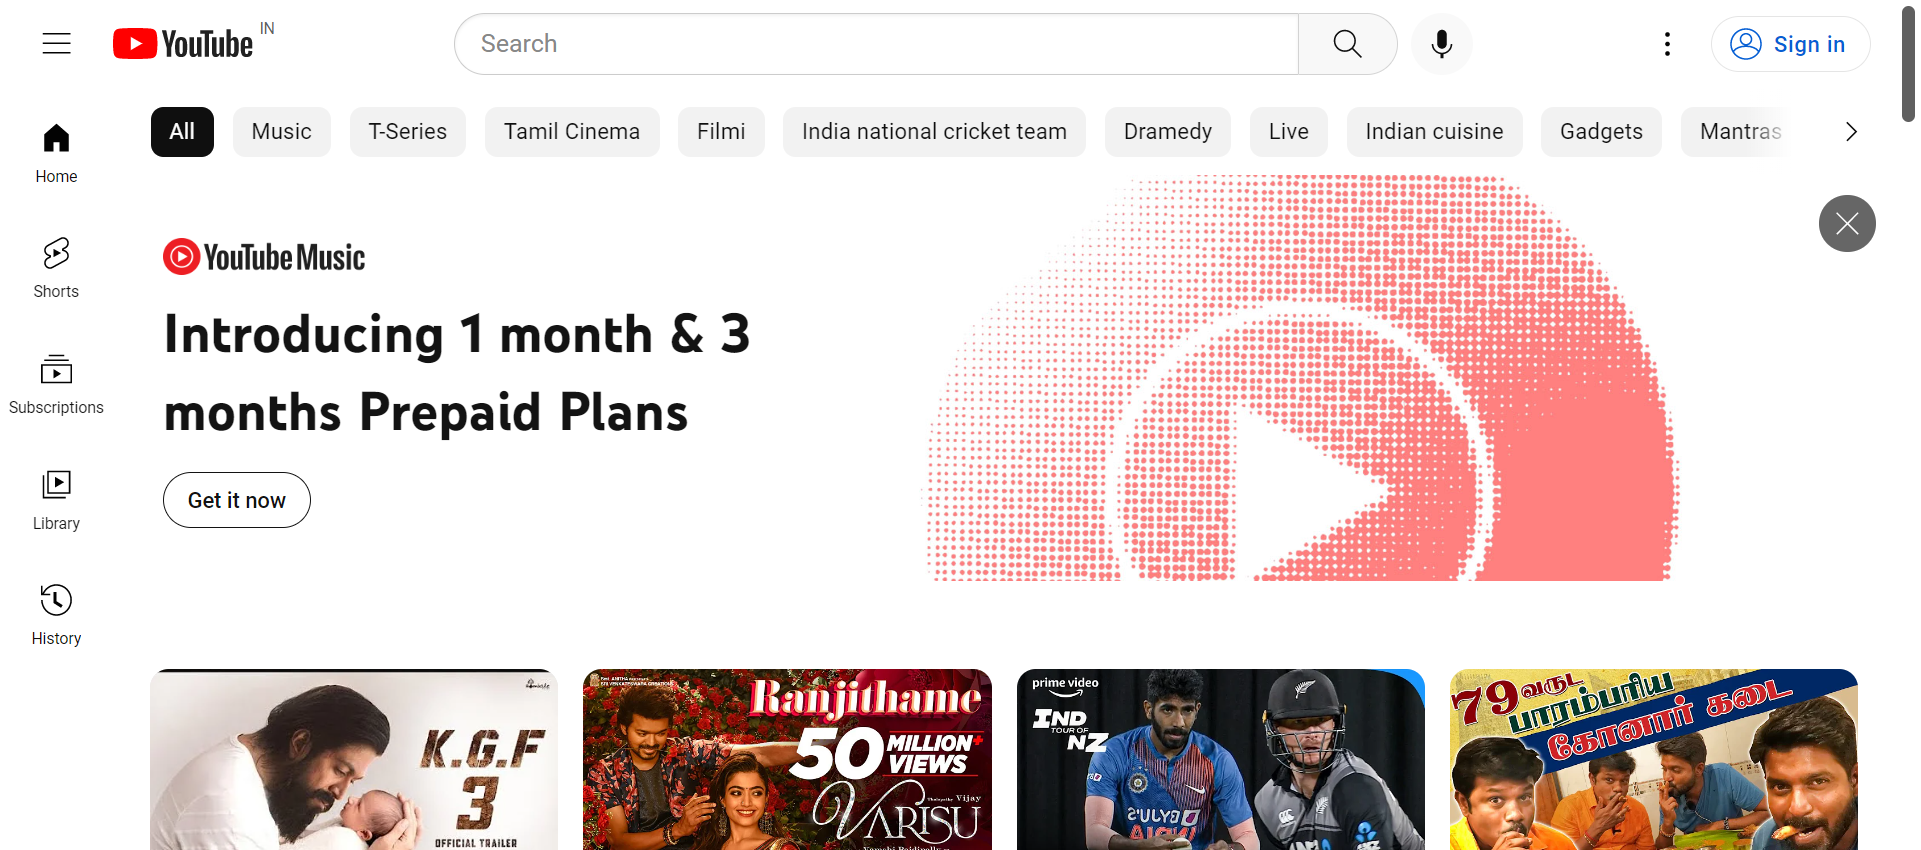 YouTube IN
Search
Sign in
All Music T-Series Tamil Cinema Filmi India national cricket team Dramedy Live Indian cuisine Gadgets Mantras
Home
Shorts
Subscriptions
Library
History
YouTube Music
Introducing 1 month & 3
months Prepaid Plans
Get it now
K.G.F
3
OFFICIAL TRAILER
Ranjithame
50 MILLION+
VIEWS
Thalapathy Vijay
VARISU
prime video
IND
TOUR OF
NZ
79 வருட
பாரம்பரிய
கோனார் கடை